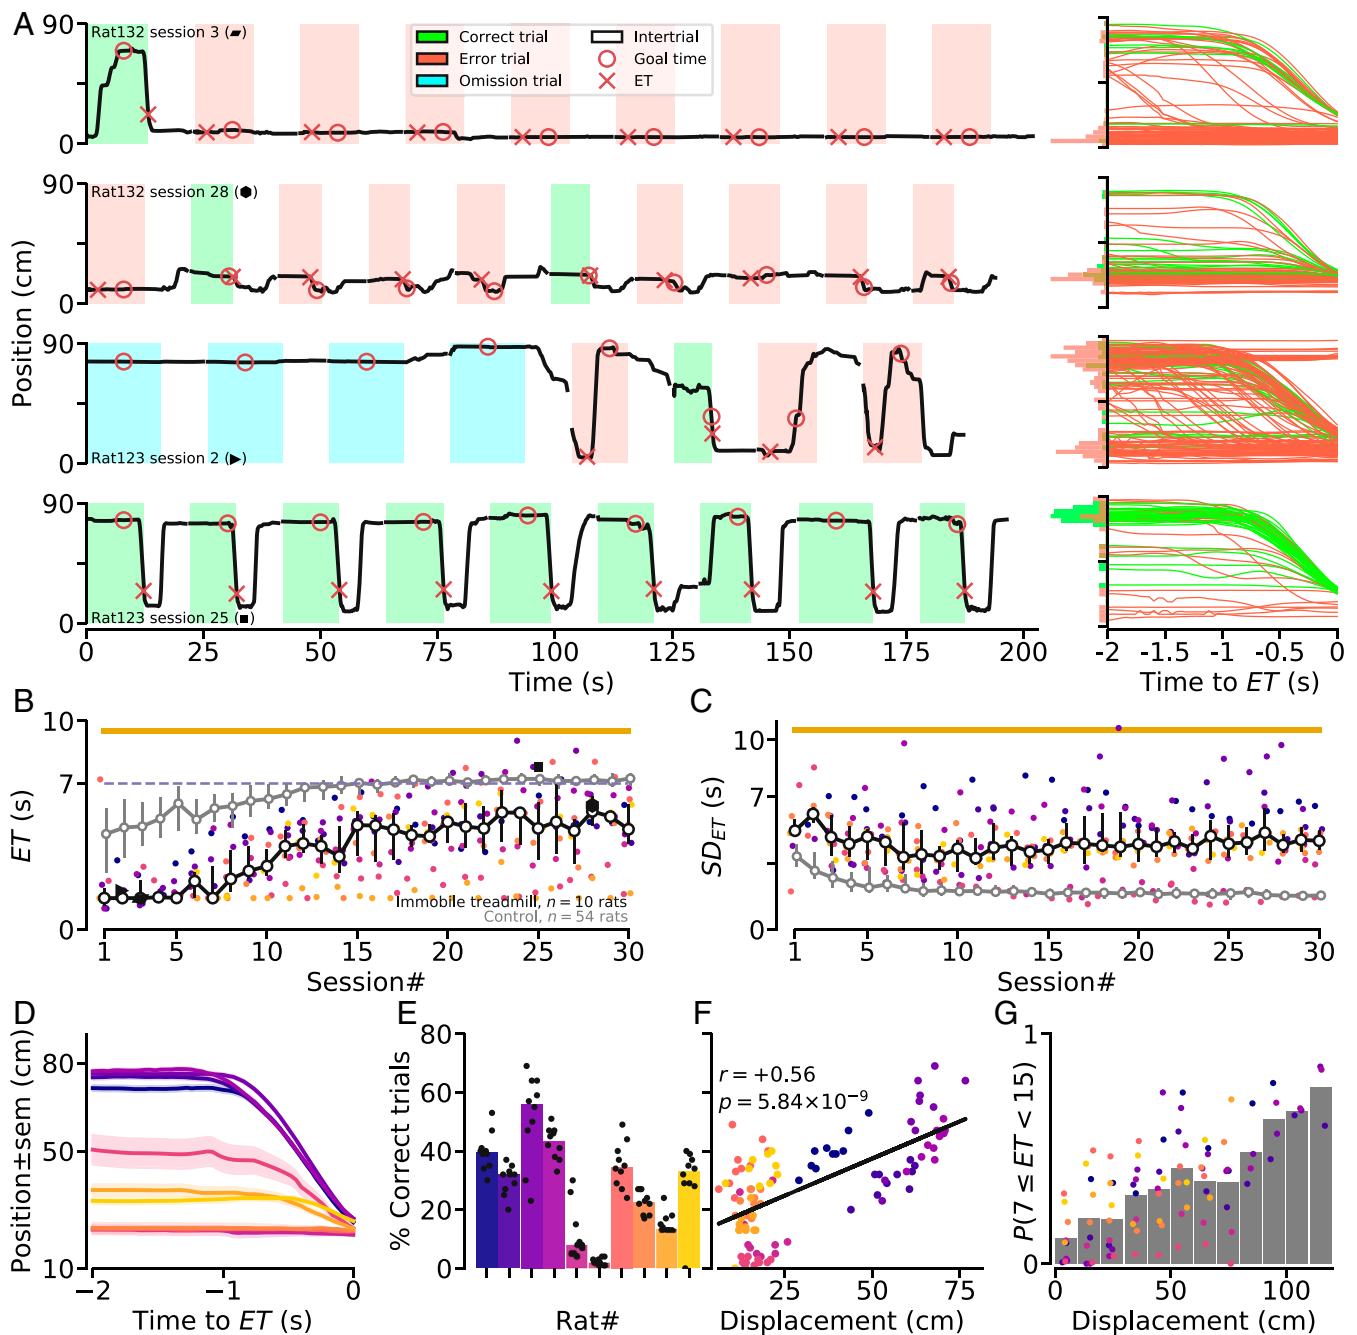 A
90
Rat132 session 3 (▰)
0
Correct trial
Error trial
Omission trial
Intertrial
Goal time
ET
90
Rat132 session 28 (⬢)
0
Position (cm)
90
Rat123 session 2 (▶)
0
90
Rat123 session 25 (■)
0
0 25 50 75 100 125 150 175 200
Time (s)
-2 -1.5 -1 -0.5 0
Time to ET (s)
B
10
7
0
ET (s)
Immobile treadmill, n = 10 rats
Control, n = 54 rats
1 5 10 15 20 25 30
Session#
C
10
7
0
SD_ET (s)
1 5 10 15 20 25 30
Session#
D
80
50
10
Position±sem (cm)
−2 −1 0
Time to ET (s)
E
80
60
40
20
0
% Correct trials
Rat#
F
r = +0.56
p = 5.84×10⁻⁹
25 50 75
Displacement (cm)
G
1
0
P(7 ≤ ET < 15)
0 50 100
Displacement (cm)